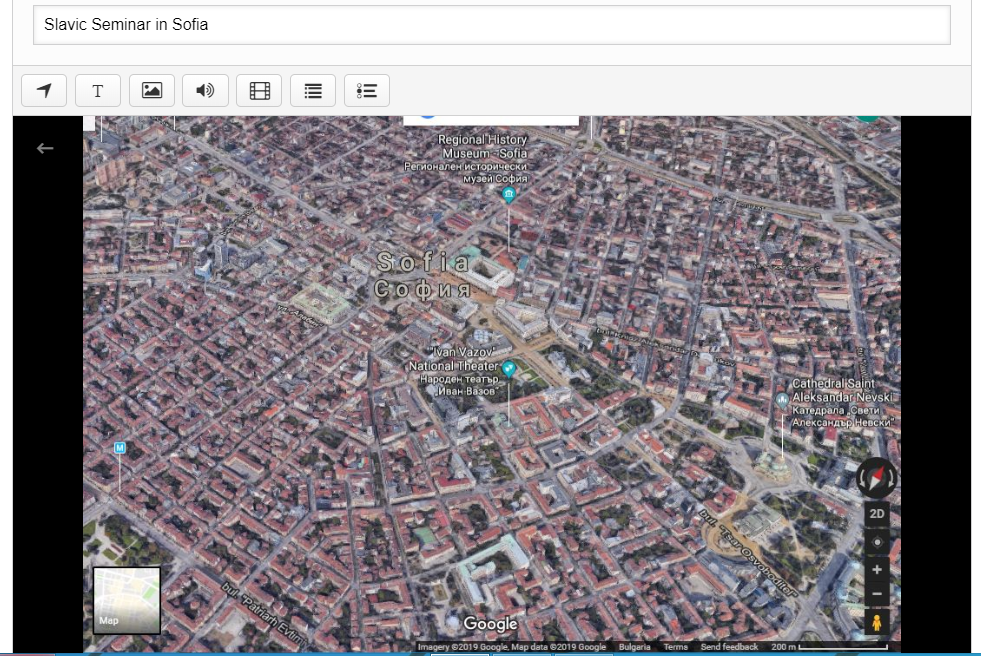 Slavic Seminar in Sofia
T
Regional History
Museum - Sofia
Регионален исторически
музей София
Sofia
София
"Ivan Vazov"
National Theater
Народен театър
„Иван Вазов“
Cathedral Saint
Aleksandar Nevski
Катедрала „Свети
Александър Невски“
M
2D
bul. "Tsar Osvoboditel"
bul. "Patriarh Evtimi
Map
Google
Imagery ©2019 Google, Map data ©2019 Google Bulgaria Terms Send feedback 200 m